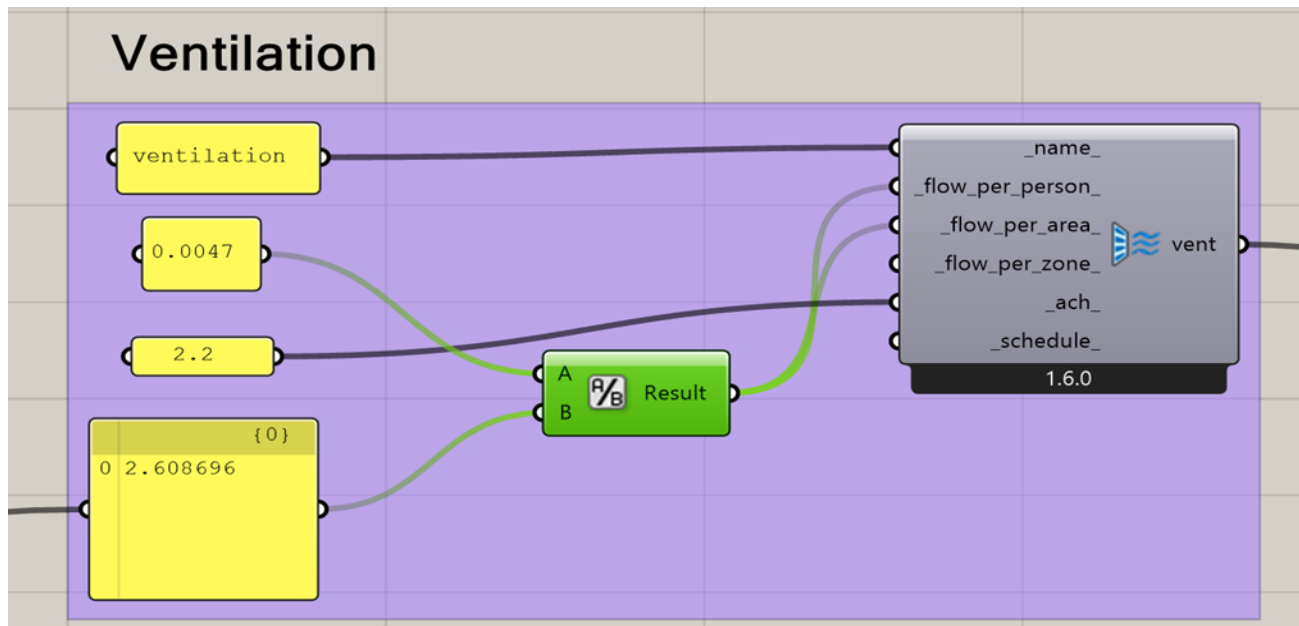 Ventilation
ventilation
0.0047
2.2
{0}
0 2.608696
A
B
A/B
Result
_name_
_flow_per_person_
_flow_per_area_
_flow_per_zone_
_ach_
_schedule_
vent
1.6.0